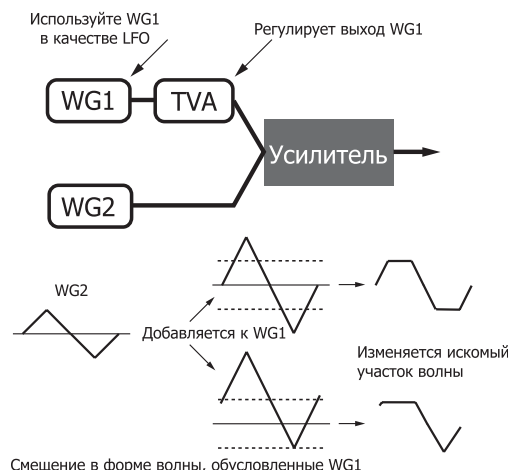 Используйте WG1
в качестве LFO
Регулирует выход WG1
WG1
TVA
Усилитель
WG2
WG2
Добавляется к WG1
Изменяется искомый
участок волны
Смещение в форме волны, обусловленные WG1